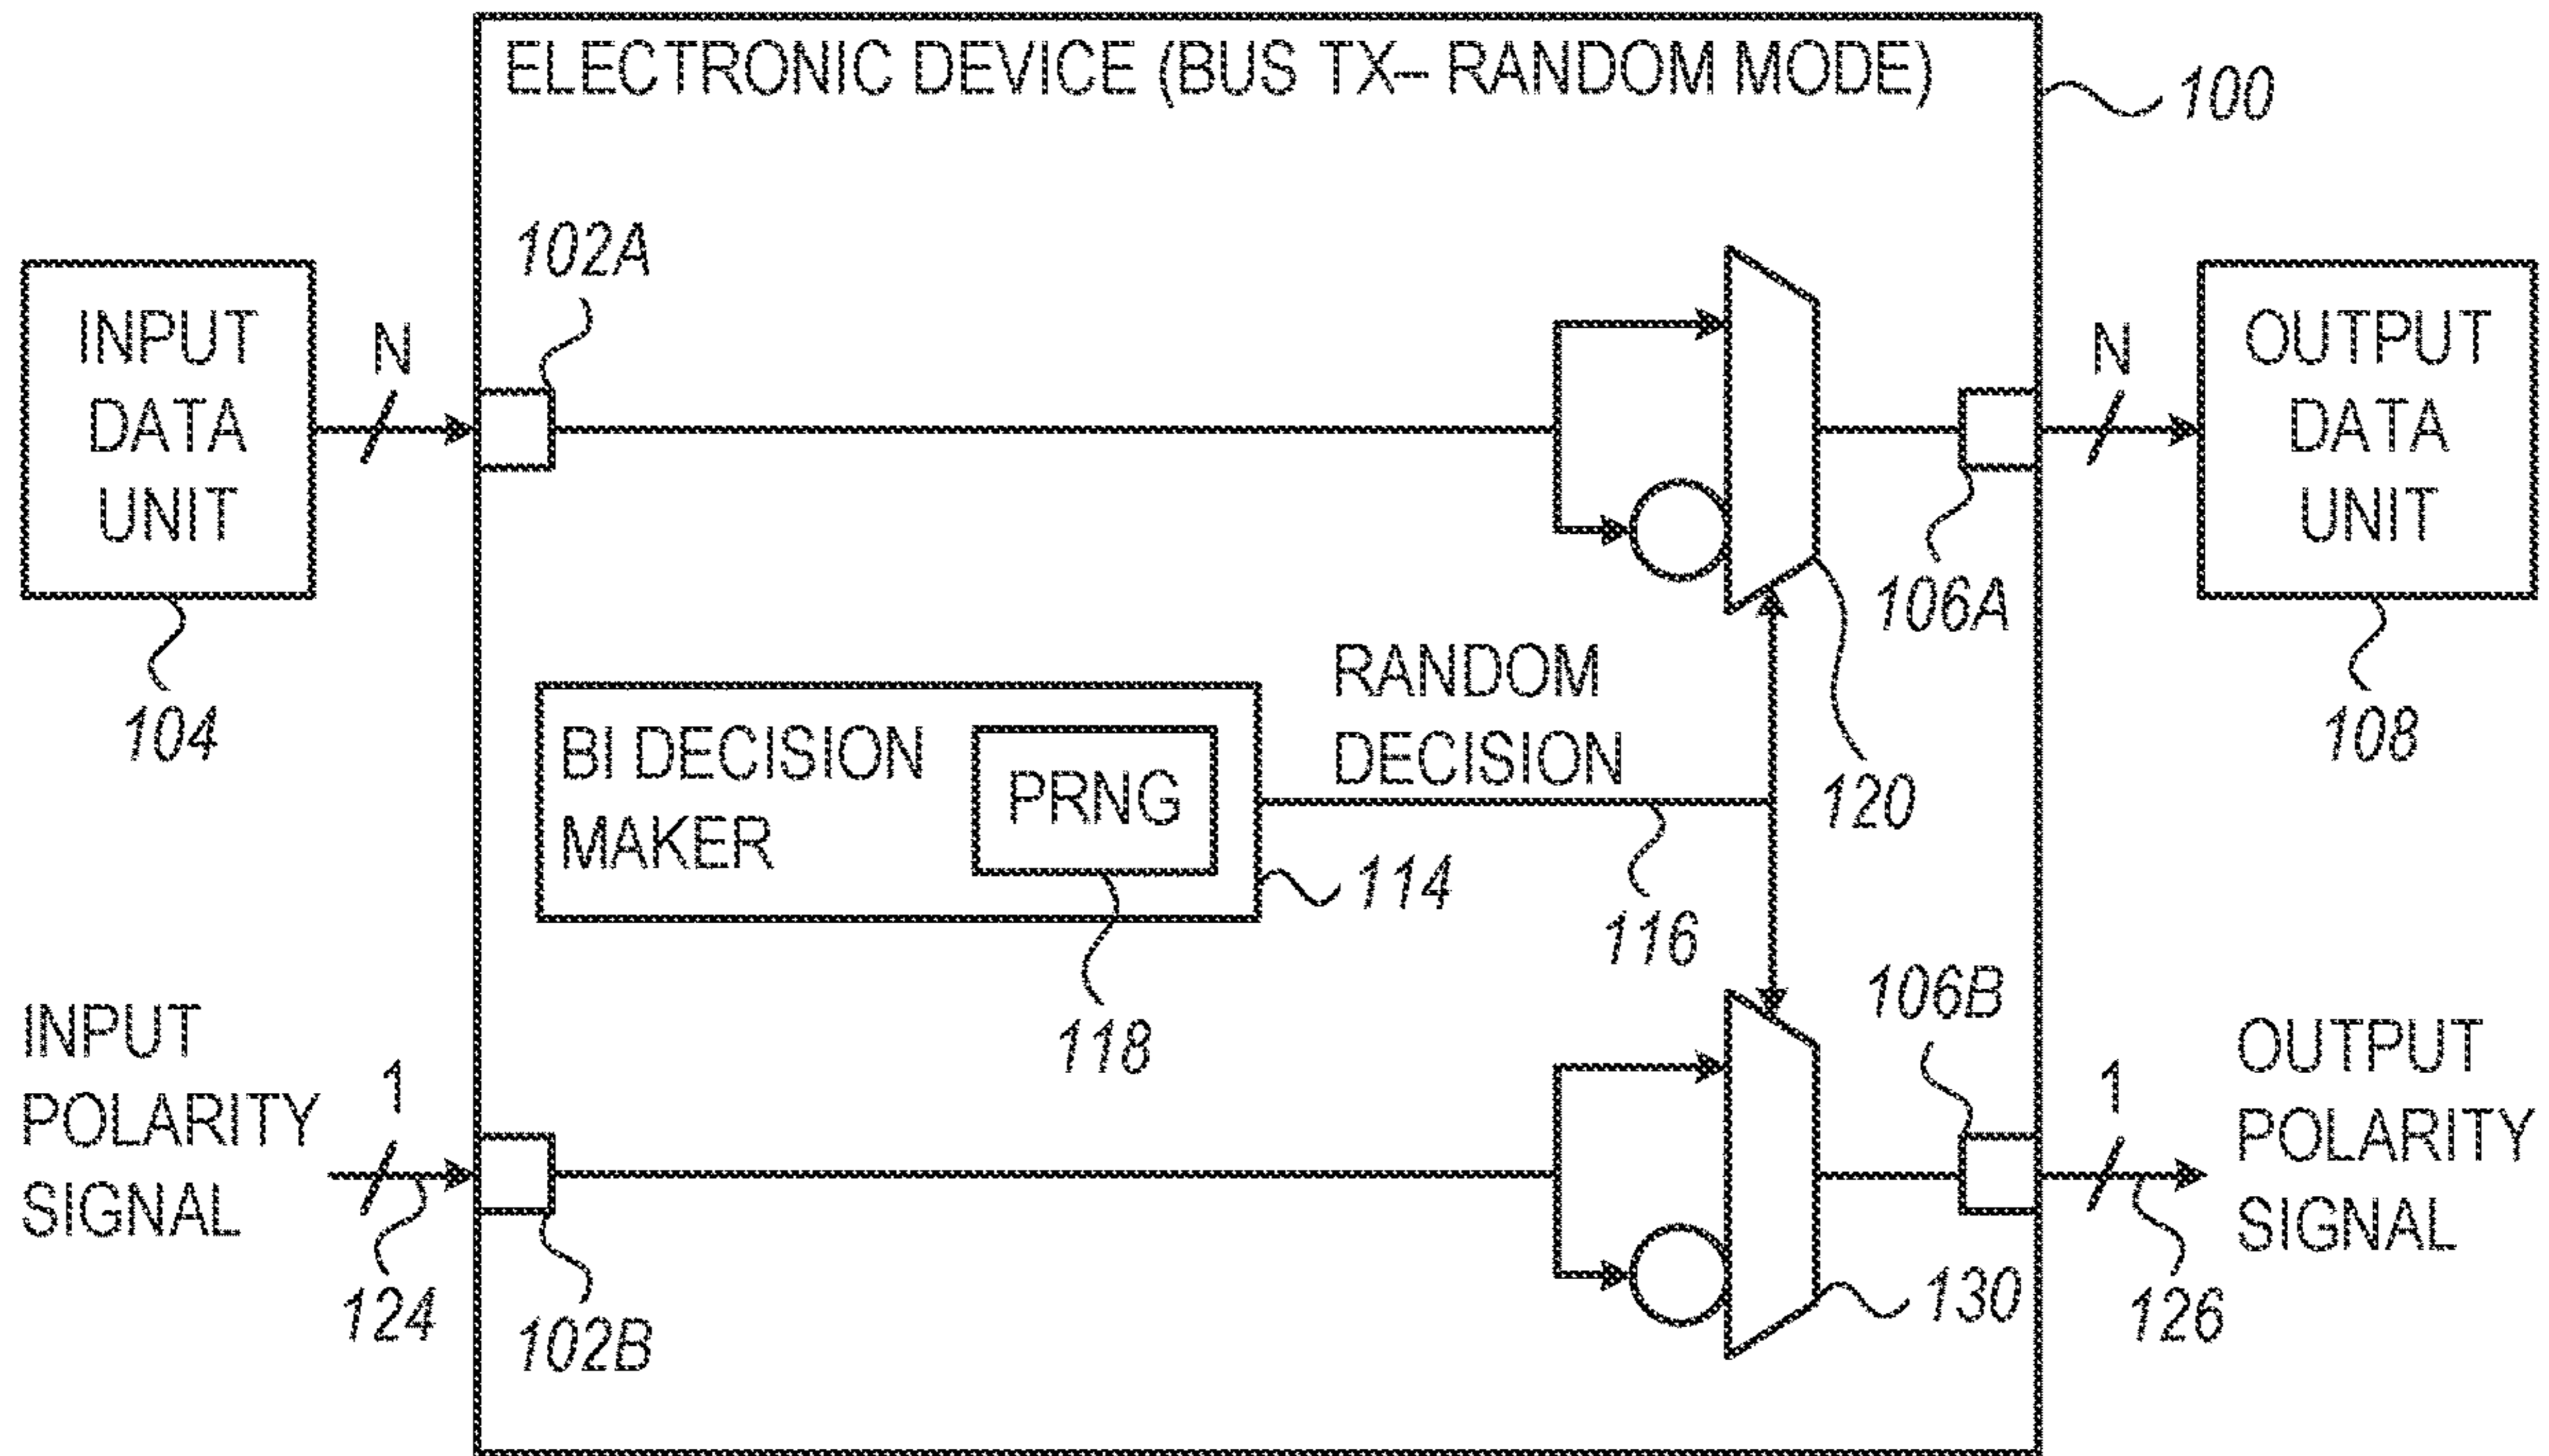 ELECTRONIC DEVICE (BUS TX– RANDOM MODE)
100
102A
INPUT
DATA
UNIT
N
104
N
OUTPUT
DATA
UNIT
106A
108
120
BI DECISION
MAKER
PRNG
RANDOM
DECISION
114
116
118
INPUT
POLARITY
SIGNAL
1
124
102B
106B
130
1
126
OUTPUT
POLARITY
SIGNAL